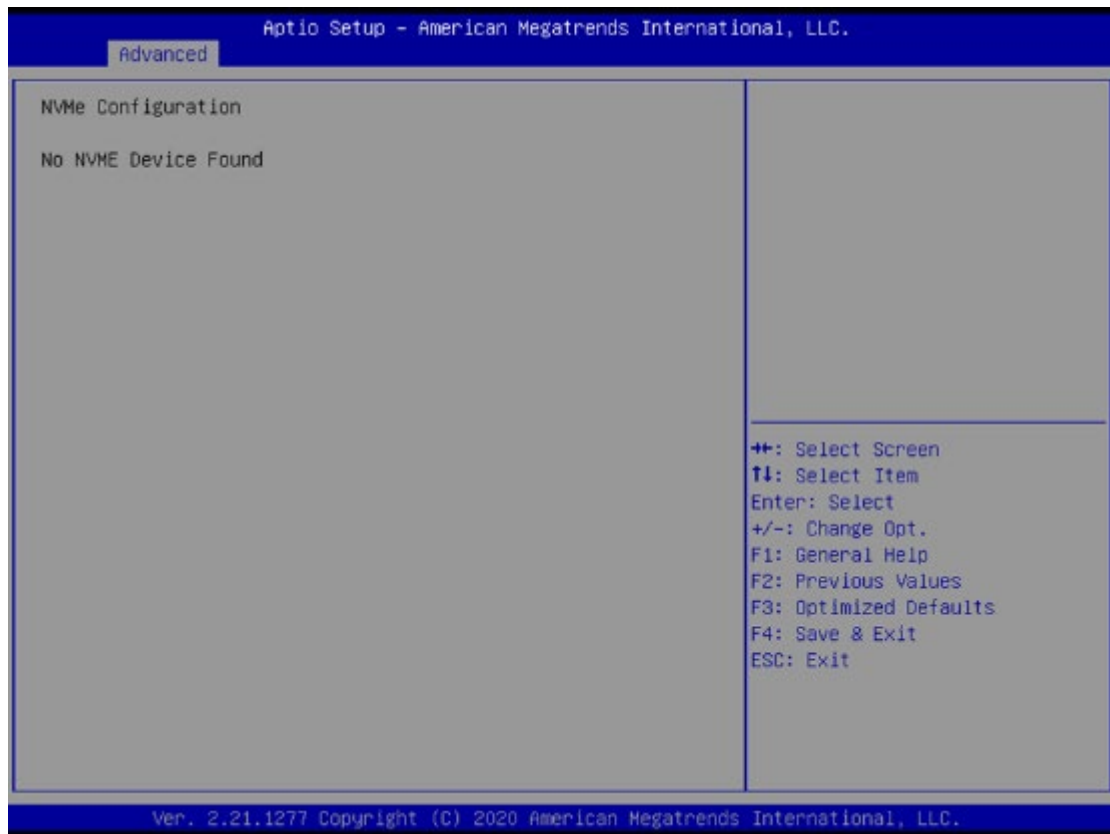 Aptio Setup – American Megatrends International, LLC.
Advanced
NVMe Configuration
No NVME Device Found
→←: Select Screen
↑↓: Select Item
Enter: Select
+/-: Change Opt.
F1: General Help
F2: Previous Values
F3: Optimized Defaults
F4: Save & Exit
ESC: Exit
Ver. 2.21.1277 Copyright (C) 2020 American Megatrends International, LLC.